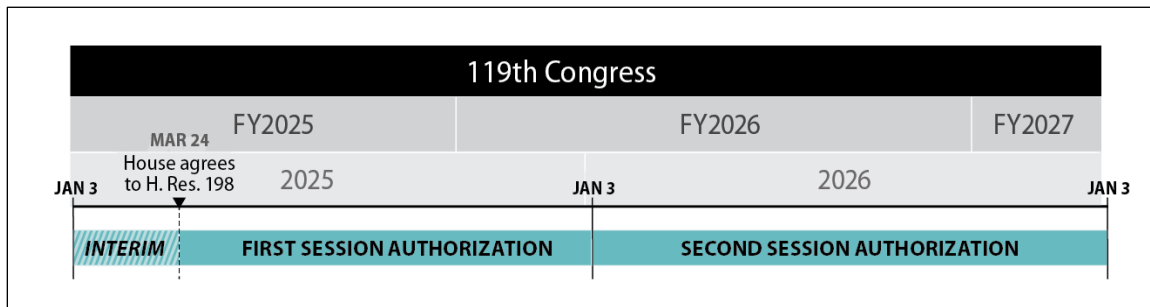 119th Congress
FY2025 FY2026 FY2027
MAR 24
House agrees
to H. Res. 198
2025 2026
JAN 3 JAN 3 JAN 3
INTERIM FIRST SESSION AUTHORIZATION SECOND SESSION AUTHORIZATION